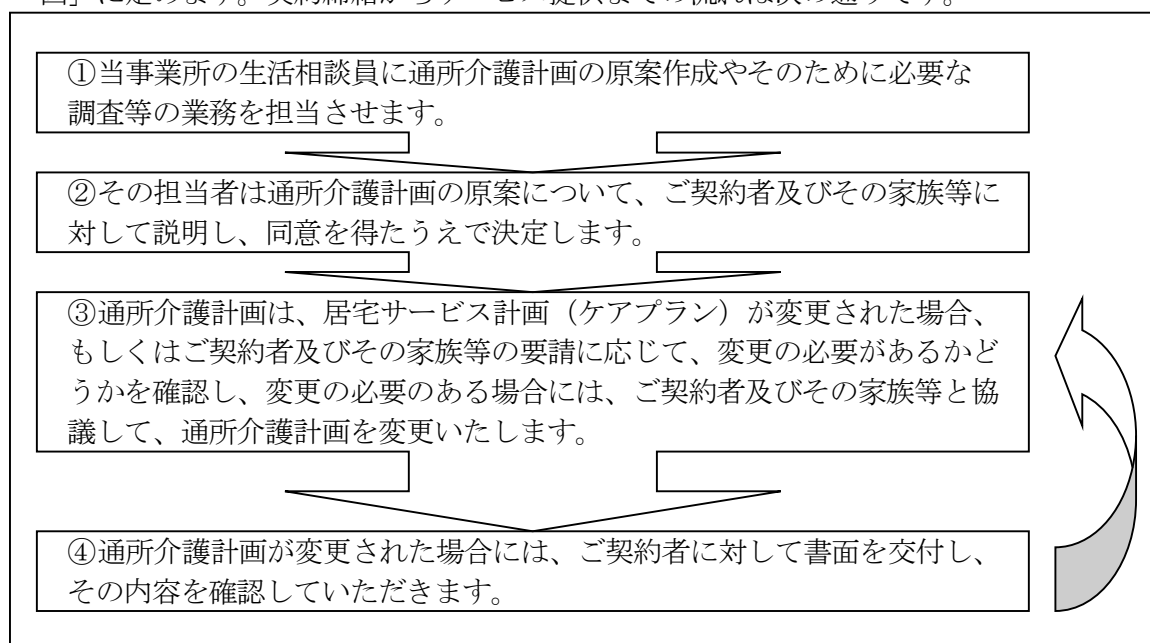 ①当事業所の生活相談員に通所介護計画の原案作成やそのために必要な
調査等の業務を担当させます。
②その担当者は通所介護計画の原案について、ご契約者及びその家族等に
対して説明し、同意を得たうえで決定します。
③通所介護計画は、居宅サービス計画（ケアプラン）が変更された場合、
もしくはご契約者及びその家族等の要請に応じて、変更の必要があるかど
うかを確認し、変更の必要のある場合には、ご契約者及びその家族等と協
議して、通所介護計画を変更いたします。
④通所介護計画が変更された場合には、ご契約者に対して書面を交付し、
その内容を確認していただきます。